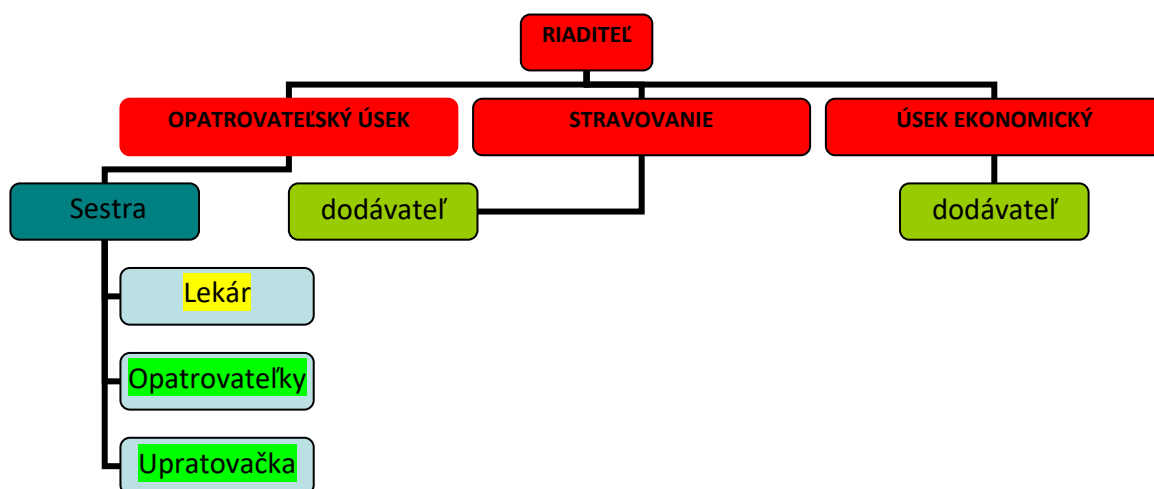 RIADITEĽ
OPATROVATEĽSKÝ ÚSEK
STRAVOVANIE
ÚSEK EKONOMICKÝ
Sestra
dodávateľ
dodávateľ
Lekár
Opatrovateľky
Upratovačka